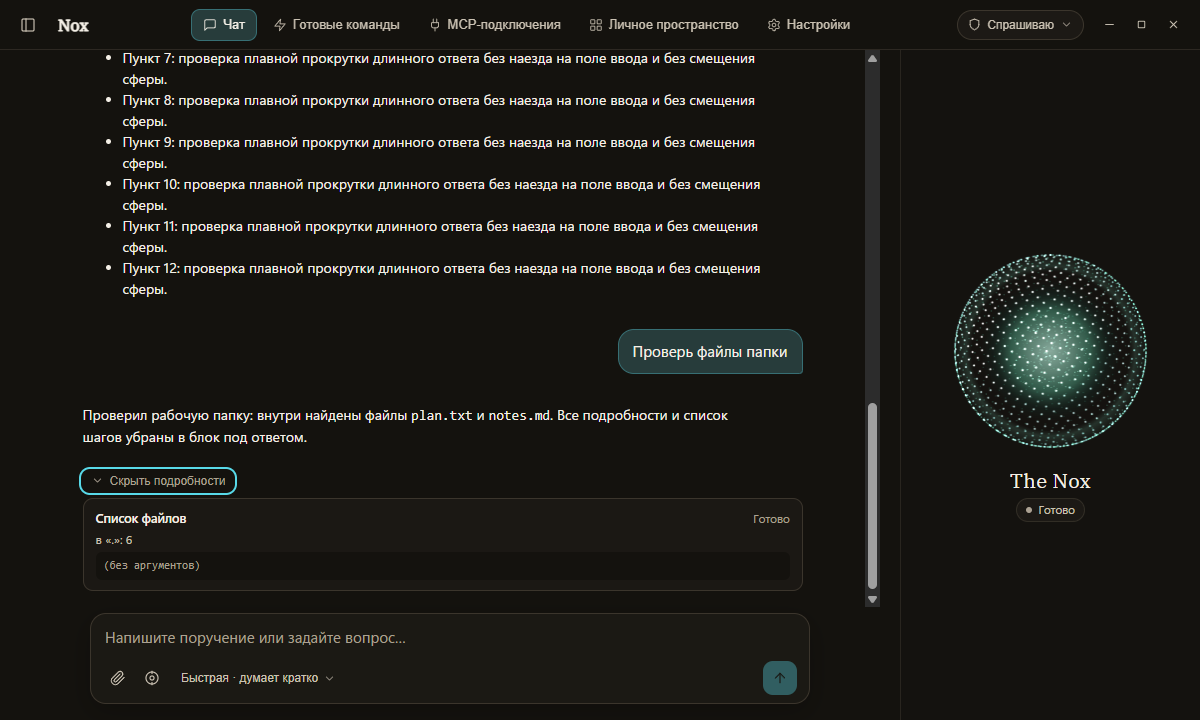 Nox
Чат
Готовые команды
MCP-подключения
Личное пространство
Настройки
Спрашиваю
Пункт 7: проверка плавной прокрутки длинного ответа без наезда на поле ввода и без смещения
сферы.
Пункт 8: проверка плавной прокрутки длинного ответа без наезда на поле ввода и без смещения
сферы.
Пункт 9: проверка плавной прокрутки длинного ответа без наезда на поле ввода и без смещения
сферы.
Пункт 10: проверка плавной прокрутки длинного ответа без наезда на поле ввода и без смещения
сферы.
Пункт 11: проверка плавной прокрутки длинного ответа без наезда на поле ввода и без смещения
сферы.
Пункт 12: проверка плавной прокрутки длинного ответа без наезда на поле ввода и без смещения
сферы.
Проверь файлы папки
Проверил рабочую папку: внутри найдены файлы plan.txt и notes.md. Все подробности и список
шагов убраны в блок под ответом.
Скрыть подробности
Список файлов
Готово
в «.»: 6
(без аргументов)
Напишите поручение или задайте вопрос...
Быстрая · думает кратко
The Nox
Готово